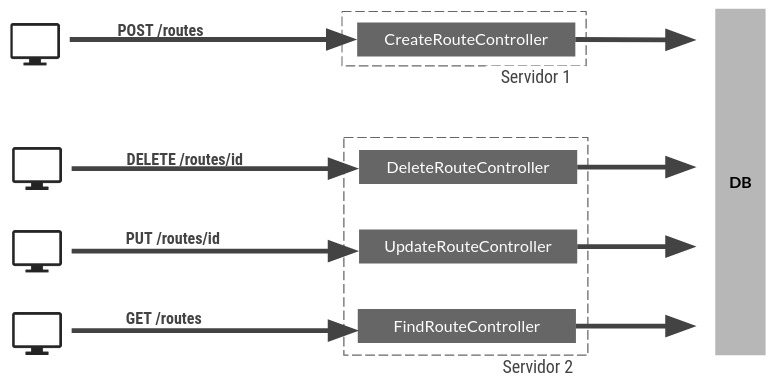 POST /routes
CreateRouteController
Servidor 1
DELETE /routes/id
DeleteRouteController
DB
PUT /routes/id
UpdateRouteController
GET /routes
FindRouteController
Servidor 2